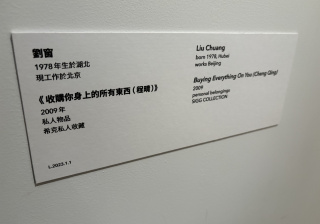 劉窗
1978年生於湖北
現工作於北京
《收購你身上的所有東西（程晴）》
2009年
私人物品
希克私人收藏
L.2023.1.1
Liu Chuang
born 1978, Hubei
works Beijing
Buying Everything On You (Cheng Qing)
2009
personal belongings
SIGG COLLECTION